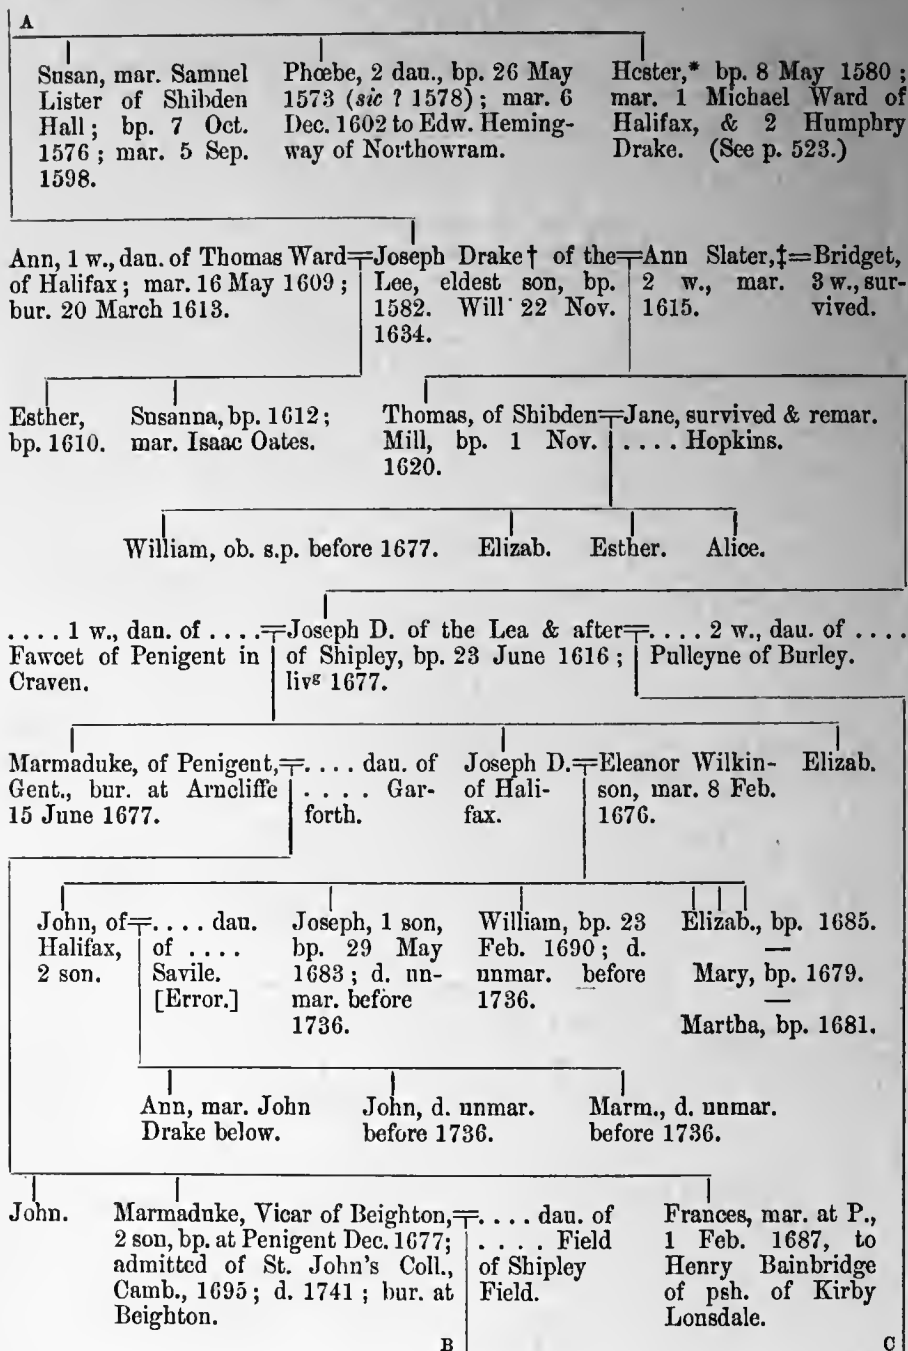 A
Susan, mar. Samuel
Lister of Shibden
Hall; bp. 7 Oct.
1576; mar. 5 Sep.
1598.
Phœbe, 2 dau., bp. 26 May
1573 (sic ? 1578); mar. 6
Dec. 1602 to Edw. Heming-
way of Northowram.
Hester,* bp. 8 May 1580;
mar. 1 Michael Ward of
Halifax, & 2 Humphry
Drake. (See p. 523.)
Ann, 1 w., dau. of Thomas Ward
of Halifax; mar. 16 May 1609;
bur. 20 March 1613.
Joseph Drake† of the
Lee, eldest son, bp.
1582. Will 22 Nov.
1634.
Ann Slater,‡
2 w., mar.
1615.
Bridget,
3 w., sur-
vived.
Esther,
bp. 1610.
Susanna, bp. 1612;
mar. Isaac Oates.
Thomas, of Shibden
Mill, bp. 1 Nov.
1620.
Jane, survived & remar.
.... Hopkins.
William, ob. s.p. before 1677.
Elizab.
Esther.
Alice.
.... 1 w., dau. of ....
Fawcet of Penigent in
Craven.
Joseph D. of the Lea & after
of Shipley, bp. 23 June 1616;
livg 1677.
.... 2 w., dau. of ....
Pulleyne of Burley.
Marmaduke, of Penigent,
Gent., bur. at Arncliffe
15 June 1677.
.... dau. of
.... Gar-
forth.
Joseph D.
of Hali-
fax.
Eleanor Wilkin-
son, mar. 8 Feb.
1676.
Elizab.
John, of
Halifax,
2 son.
.... dau.
of ....
Savile.
[Error.]
Joseph, 1 son,
bp. 29 May
1683; d. un-
mar. before
1736.
William, bp. 23
Feb. 1690; d.
unmar. before
1736.
Elizab., bp. 1685.
—
Mary, bp. 1679.
—
Martha, bp. 1681.
Ann, mar. John
Drake below.
John, d. unmar.
before 1736.
Marm., d. unmar.
before 1736.
John.
Marmaduke, Vicar of Beighton,
2 son, bp. at Penigent Dec. 1677;
admitted of St. John's Coll.,
Camb., 1695; d. 1741; bur. at
Beighton.
.... dau. of
.... Field
of Shipley
Field.
Frances, mar. at P.,
1 Feb. 1687, to
Henry Bainbridge
of psh. of Kirby
Lonsdale.
B
C